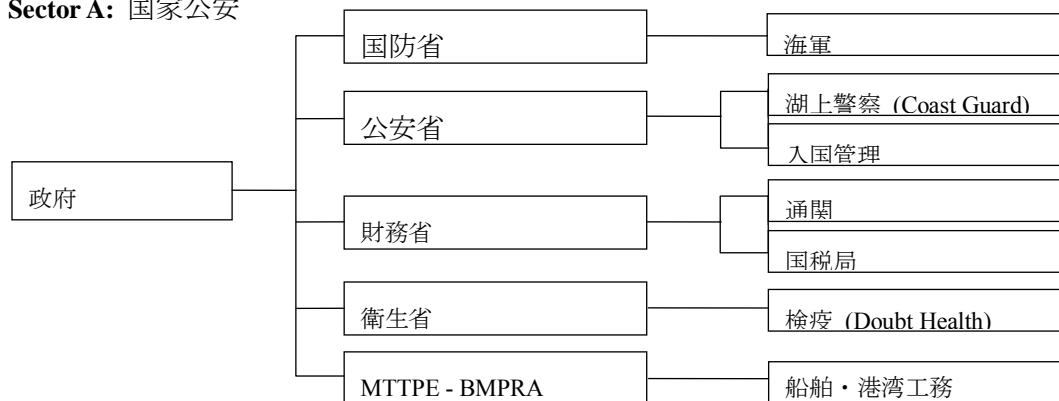 Sector A: 国家公安
国防省
海軍
公安省
湖上警察 (Coast Guard)
入国管理
政府
財務省
通関
国税局
衛生省
検疫 (Doubt Health)
MTTPE - BMPRA
船舶・港湾工務